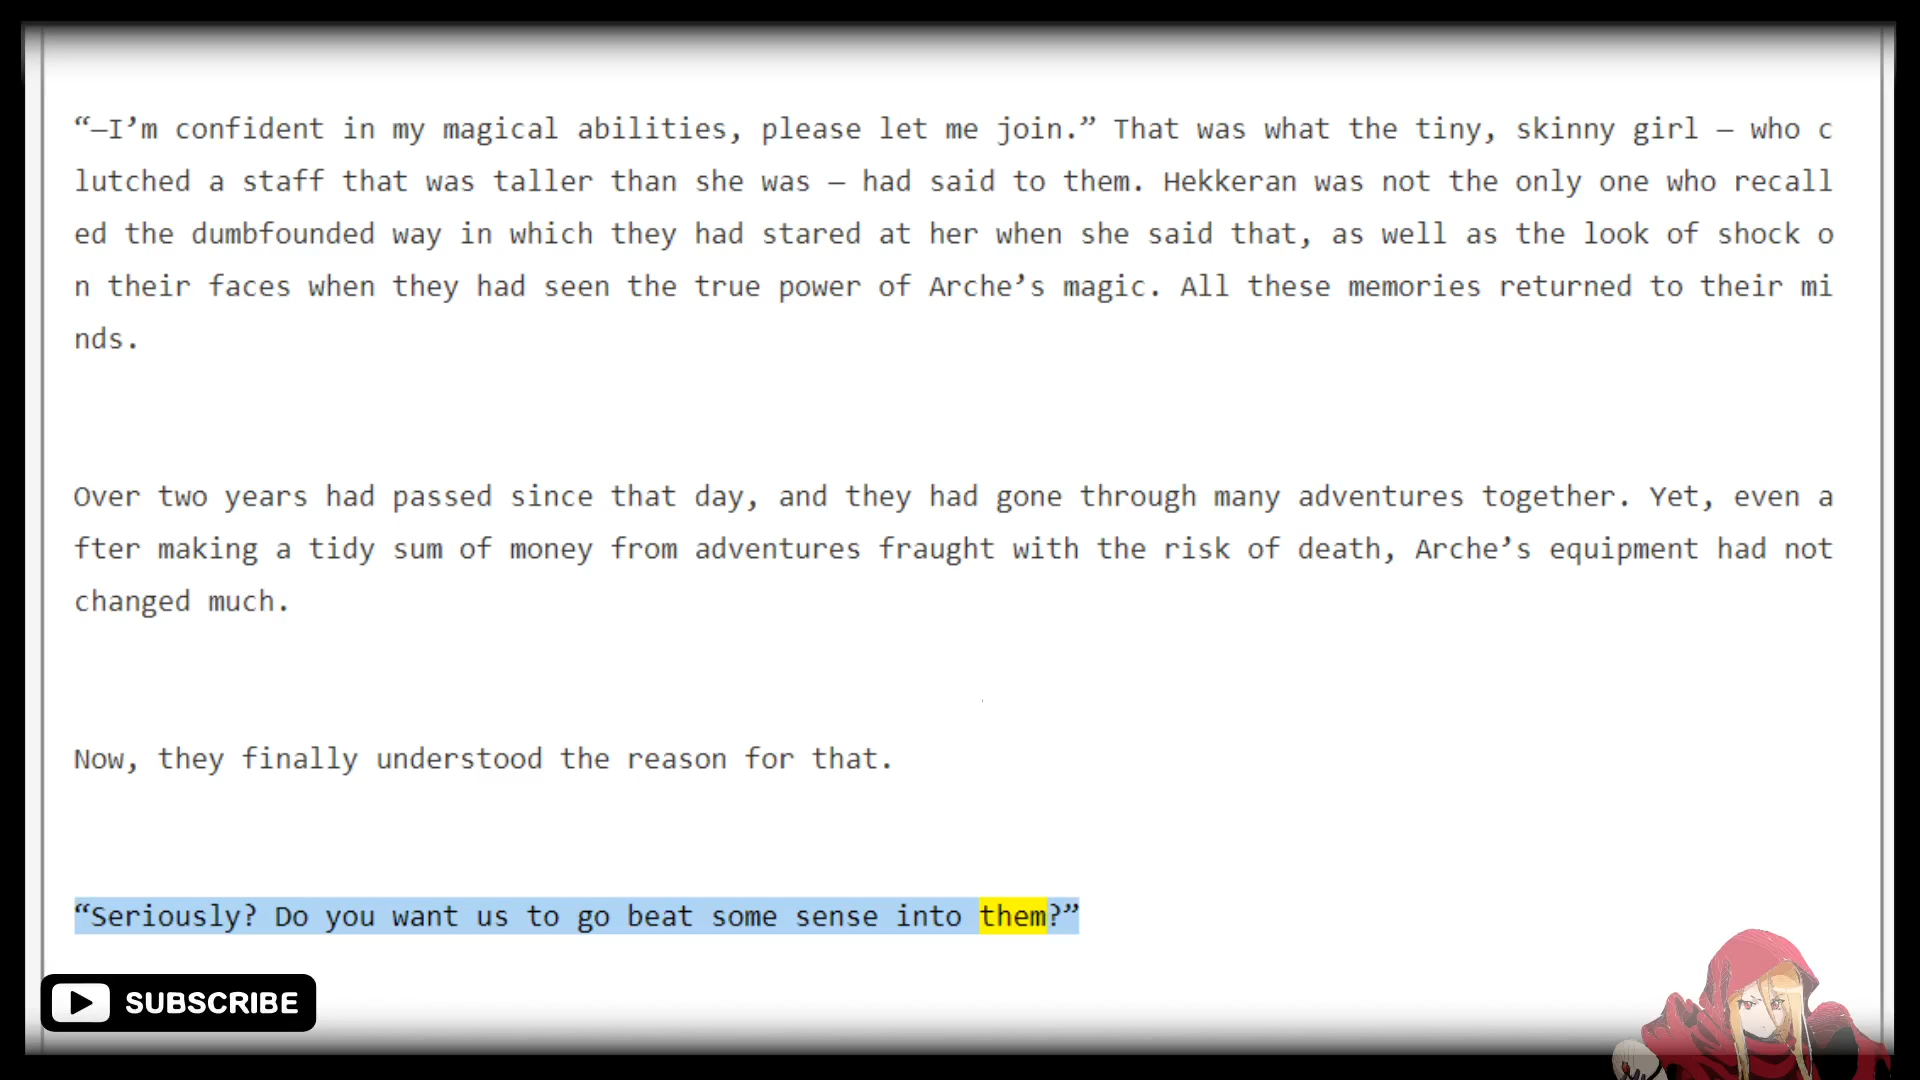 “—I’m confident in my magical abilities, please let me join.” That was what the tiny, skinny girl — who c
lutched a staff that was taller than she was — had said to them. Hekkeran was not the only one who recall
ed the dumbfounded way in which they had stared at her when she said that, as well as the look of shock o
n their faces when they had seen the true power of Arche’s magic. All these memories returned to their mi
nds.
Over two years had passed since that day, and they had gone through many adventures together. Yet, even a
fter making a tidy sum of money from adventures fraught with the risk of death, Arche’s equipment had not
changed much.
Now, they finally understood the reason for that.
“Seriously? Do you want us to go beat some sense into them?”
SUBSCRIBE